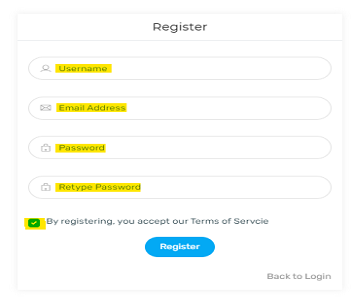 Register
Username
Email Address
Password
Retype Password
By registering, you accept our Terms of Servcie
Register
Back to Login